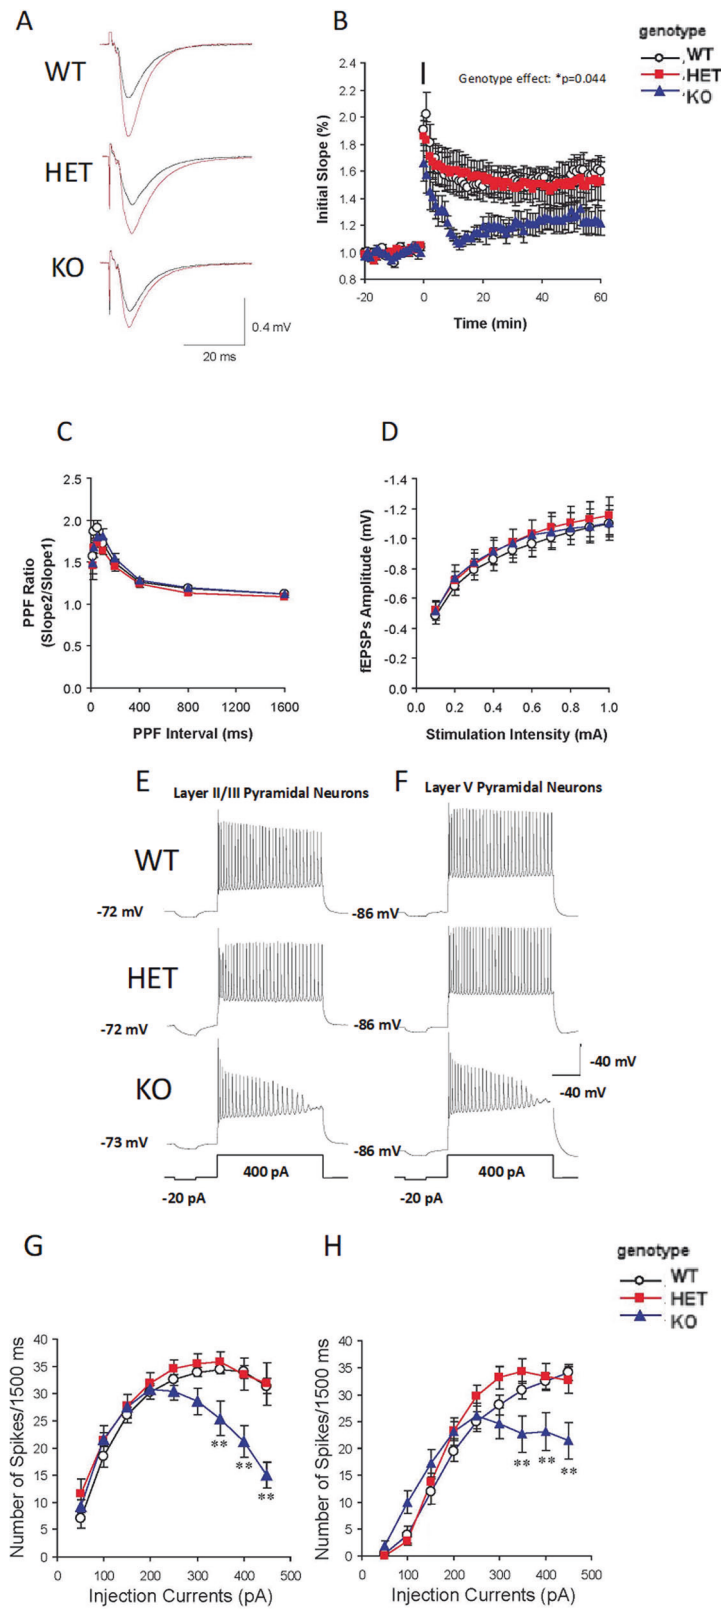 A
WT
HET
KO
0.4 mV
20 ms
B
genotype
WT
HET
KO
Genotype effect: *p=0.044
Initial Slope (%)
2.4
2.2
2.0
1.8
1.6
1.4
1.2
1.0
0.8
-20
0
20
40
60
Time (min)
C
PPF Ratio
(Slope2/Slope1)
2.5
2.0
1.5
1.0
0.5
0.0
0
400
800
1200
1600
PPF Interval (ms)
D
fEPSPs Amplitude (mV)
-1.4
-1.2
-1.0
-0.8
-0.6
-0.4
-0.2
0.0
0.0
0.2
0.4
0.6
0.8
1.0
Stimulation Intensity (mA)
E
Layer II/III Pyramidal Neurons
F
Layer V Pyramidal Neurons
WT
-72 mV
-86 mV
HET
-72 mV
-86 mV
KO
-73 mV
-86 mV
-40 mV
-40 mV
400 pA
-20 pA
400 pA
-20 pA
G
Number of Spikes/1500 ms
40
35
30
25
20
15
10
5
0
**
**
**
0
100
200
300
400
500
Injection Currents (pA)
H
genotype
WT
HET
KO
Number of Spikes/1500 ms
40
35
30
25
20
15
10
5
0
**
**
**
0
100
200
300
400
500
Injection Currents (pA)